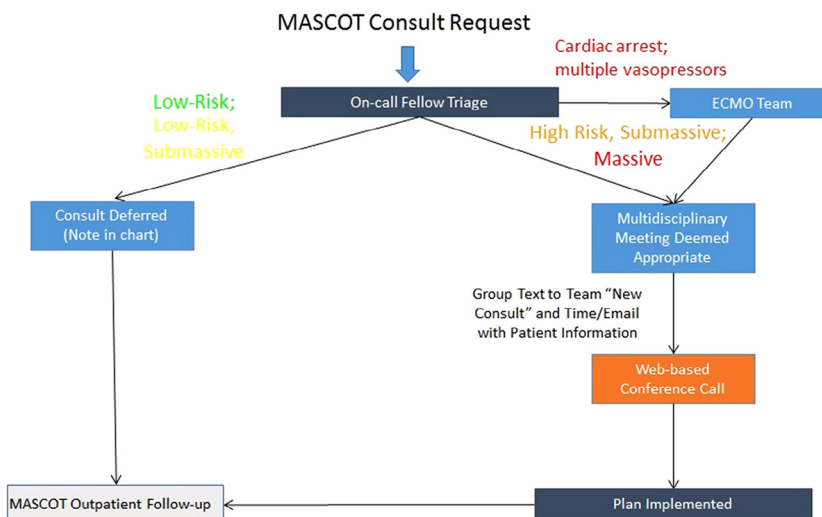 MASCOT Consult Request
Cardiac arrest;
multiple vasopressors
On-call Fellow Triage
ECMO Team
Low-Risk;
Low-Risk,
Submassive
High Risk, Submassive;
Massive
Consult Deferred
(Note in chart)
Multidisciplinary
Meeting Deemed
Appropriate
Group Text to Team “New
Consult” and Time/Email
with Patient Information
Web-based
Conference Call
MASCOT Outpatient Follow-up
Plan Implemented